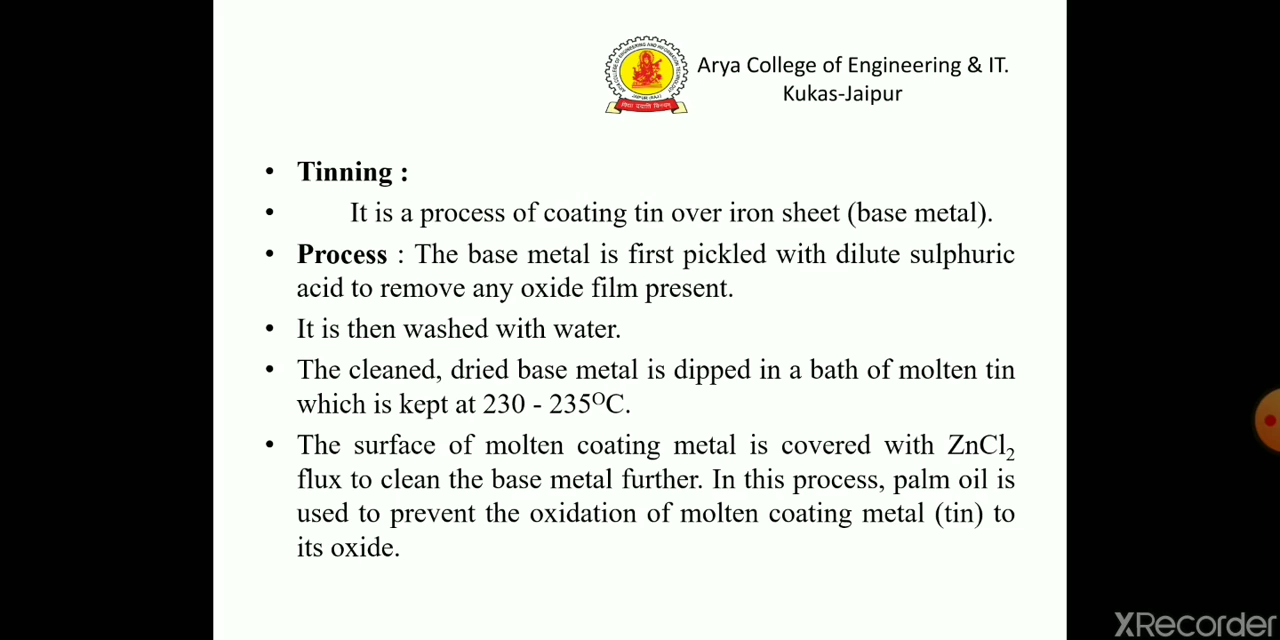 Arya College of Engineering & IT.
Kukas-Jaipur
विद्या ददाति विनयम्
• Tinning :
• It is a process of coating tin over iron sheet (base metal).
• Process : The base metal is first pickled with dilute sulphuric
acid to remove any oxide film present.
• It is then washed with water.
• The cleaned, dried base metal is dipped in a bath of molten tin
which is kept at 230 - 235ᴼC.
• The surface of molten coating metal is covered with ZnCl₂
flux to clean the base metal further. In this process, palm oil is
used to prevent the oxidation of molten coating metal (tin) to
its oxide.
XRecorder